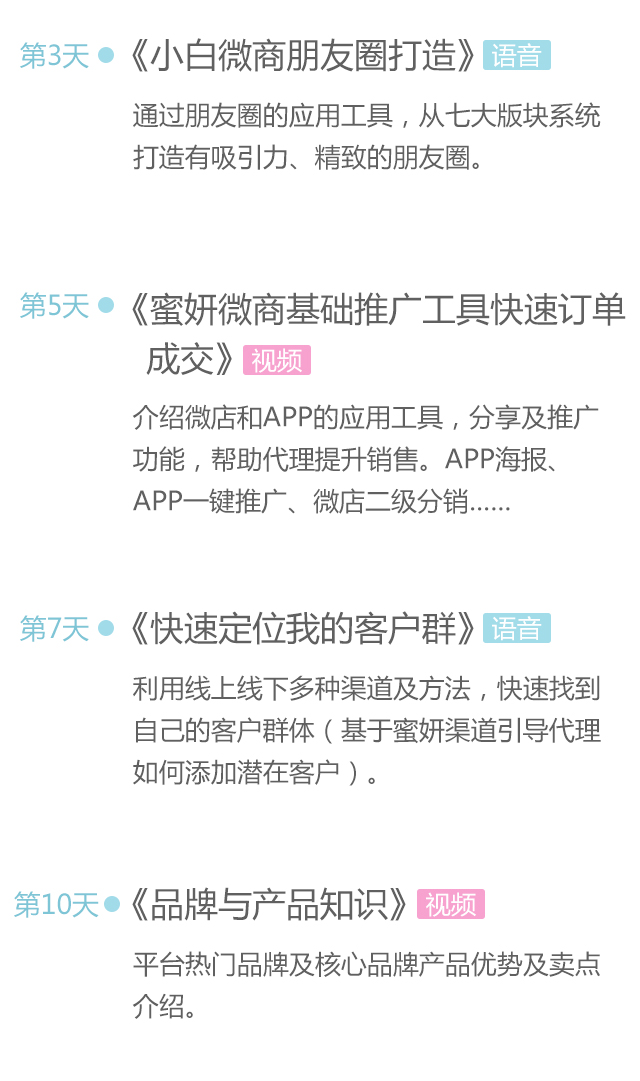 第3天 《小白微商朋友圈打造》 语音
通过朋友圈的应用工具，从七大版块系统
打造有吸引力、精致的朋友圈。
第5天 《蜜妍微商基础推广工具快速订单
成交》 视频
介绍微店和APP的应用工具，分享及推广
功能，帮助代理提升销售。APP海报、
APP一键推广、微店二级分销......
第7天 《快速定位我的客户群》 语音
利用线上线下多种渠道及方法，快速找到
自己的客户群体（基于蜜妍渠道引导代理
如何添加潜在客户）。
第10天 《品牌与产品知识》 视频
平台热门品牌及核心品牌产品优势及卖点
介绍。